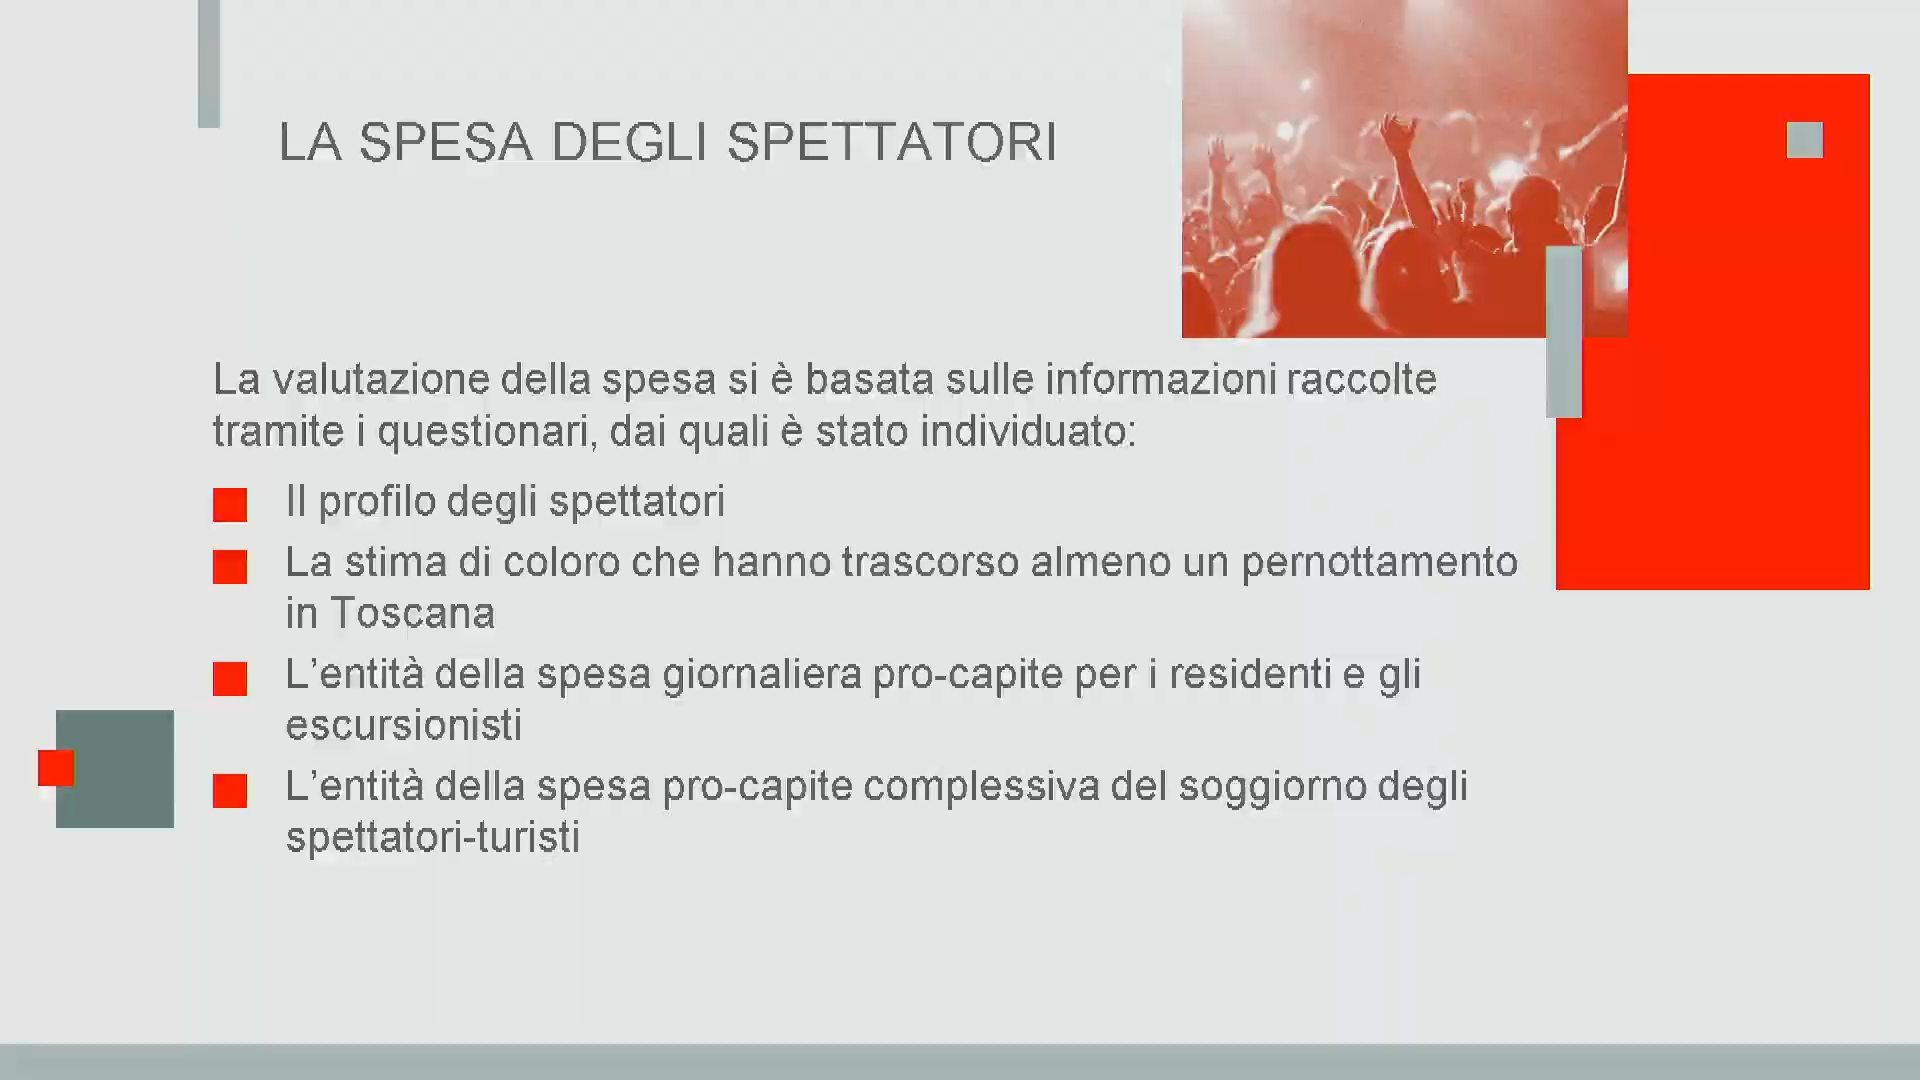 LA SPESA DEGLI SPETTATORI
La valutazione della spesa si è basata sulle informazioni raccolte
tramite i questionari, dai quali è stato individuato:
Il profilo degli spettatori
La stima di coloro che hanno trascorso almeno un pernottamento
in Toscana
L’entità della spesa giornaliera pro-capite per i residenti e gli
escursionisti
L’entità della spesa pro-capite complessiva del soggiorno degli
spettatori-turisti